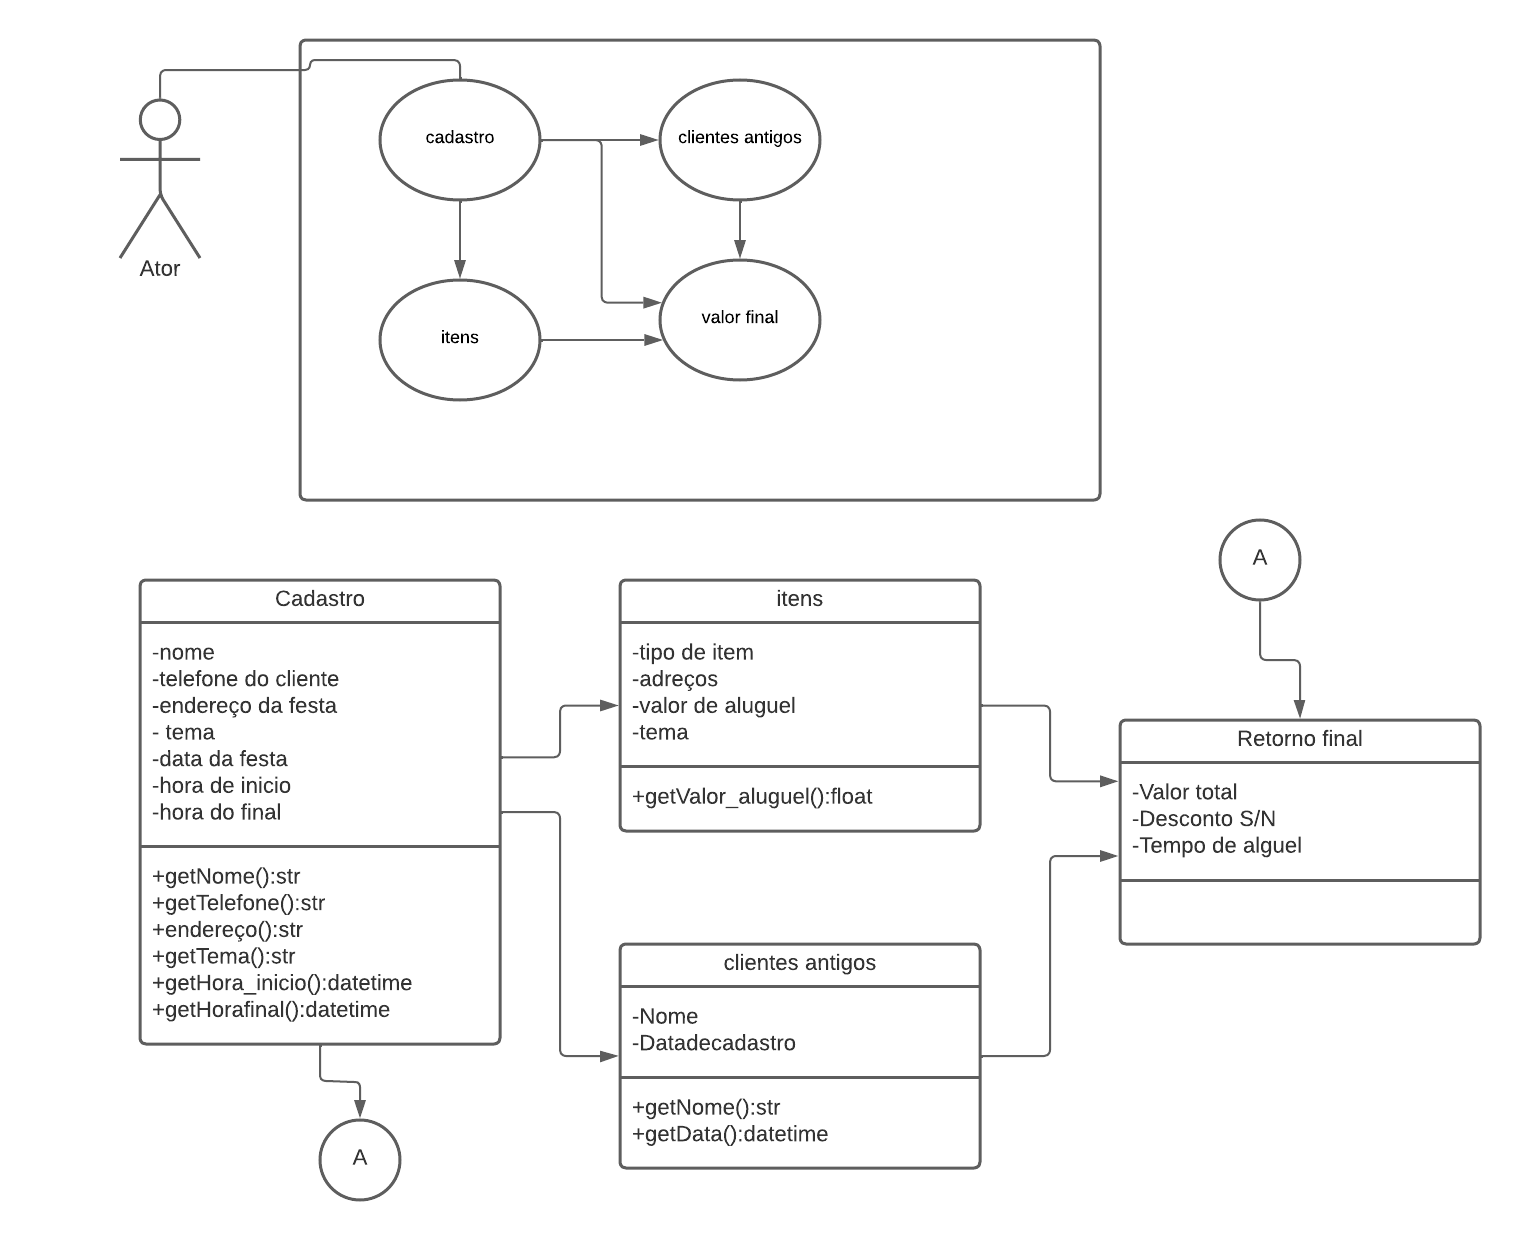 Ator
cadastro
clientes antigos
itens
valor final
Cadastro
-nome
-telefone do cliente
-endereço da festa
- tema
-data da festa
-hora de inicio
-hora do final
+getNome():str
+getTelefone():str
+endereço():str
+getTema():str
+getHora_inicio():datetime
+getHorafinal():datetime
A
itens
-tipo de item
-adreços
-valor de aluguel
-tema
+getValor_aluguel():float
clientes antigos
-Nome
-Datadecadastro
+getNome():str
+getData():datetime
A
Retorno final
-Valor total
-Desconto S/N
-Tempo de alguel